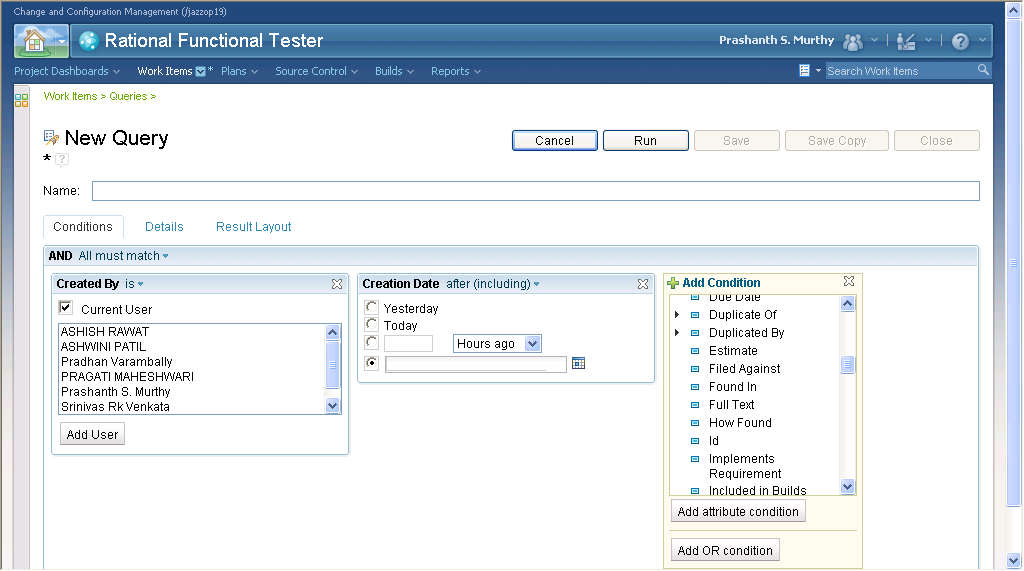 Change and Configuration Management (/jazzop19)
Rational Functional Tester
Prashanth S. Murthy
Project Dashboards
Work Items *
Plans
Source Control
Builds
Reports
Search Work Items
Work Items > Queries >
New Query
* ?
Cancel
Run
Save
Save Copy
Close
Name:
Conditions
Details
Result Layout
AND All must match
Created By is
Current User
ASHISH RAWAT
ASHWINI PATIL
Pradhan Varambally
PRAGATI MAHESHWARI
Prashanth S. Murthy
Srinivas Rk Venkata
Add User
Creation Date after (including)
Yesterday
Today
Hours ago
Add Condition
Due Date
Duplicate Of
Duplicated By
Estimate
Filed Against
Found In
Full Text
How Found
Id
Implements
Requirement
Included in Builds
Add attribute condition
Add OR condition